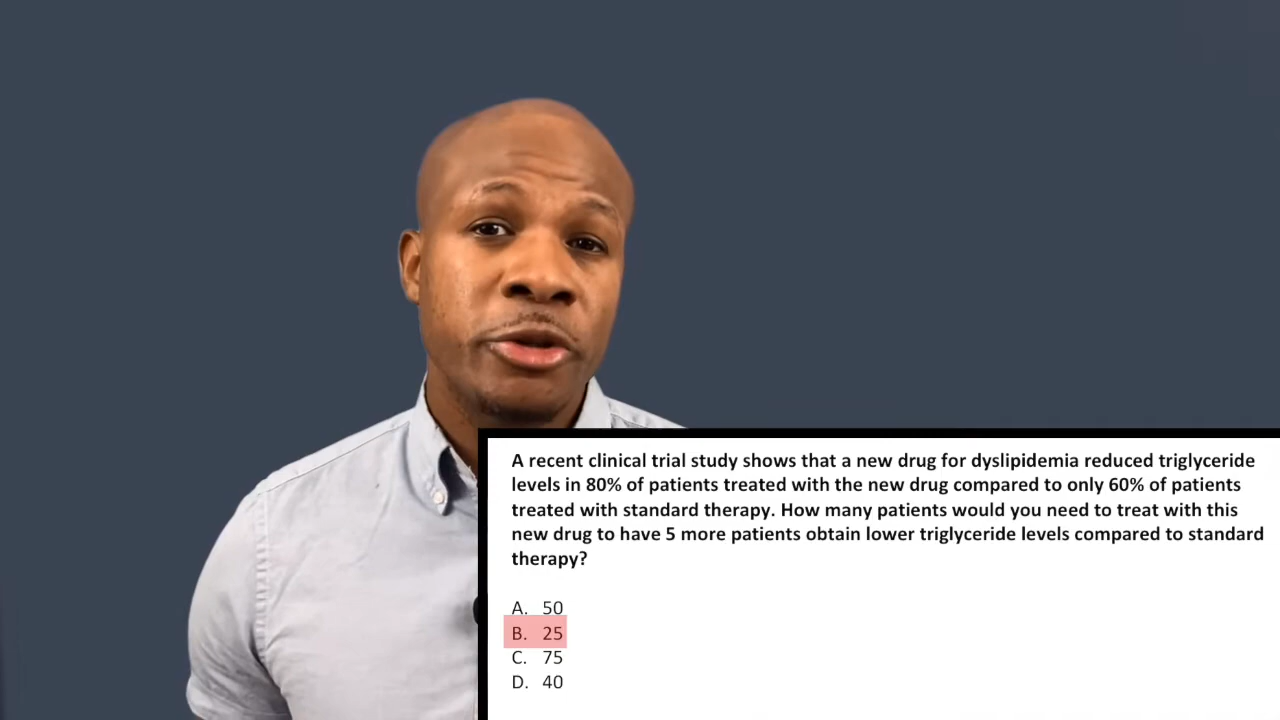 A recent clinical trial study shows that a new drug for dyslipidemia reduced triglyceride
levels in 80% of patients treated with the new drug compared to only 60% of patients
treated with standard therapy. How many patients would you need to treat with this
new drug to have 5 more patients obtain lower triglyceride levels compared to standard
therapy?
A. 50
B. 25
C. 75
D. 40